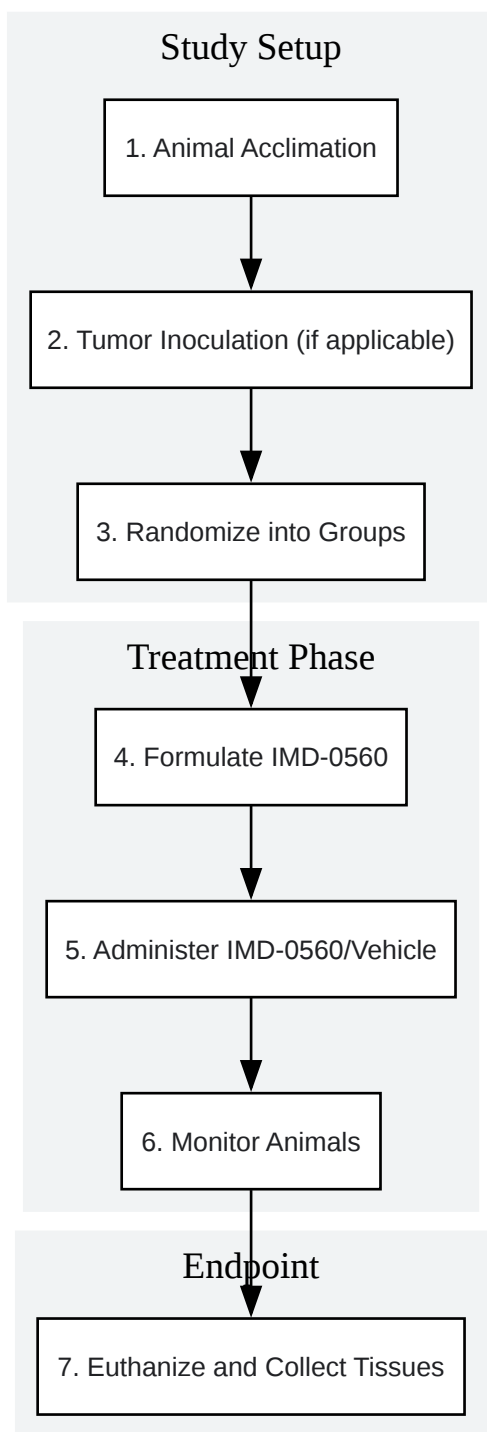 Study Setup
1. Animal Acclimation
2. Tumor Inoculation (if applicable)
3. Randomize into Groups
Treatment Phase
4. Formulate IMD-0560
5. Administer IMD-0560/Vehicle
6. Monitor Animals
Endpoint
7. Euthanize and Collect Tissues